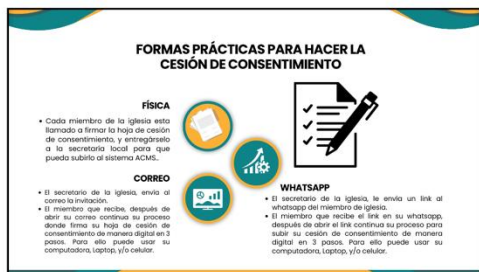 FORMAS PRÁCTICAS PARA HACER LA
CESIÓN DE CONSENTIMIENTO
FÍSICA
• Cada miembro de la iglesia esta
llamado a firmar la hoja de cesión
de consentimiento, y entregárselo
a la secretaría local para que
pueda subirlo al sistema ACMS..
CORREO
• El secretario de la iglesia, envía al
correo la invitación.
• El miembro que recibe, después de
abrir su correo continua su proceso
donde firma su hoja de cesión de
consentimiento de manera digital en 3
pasos. Para ello puede usar su
computadora, Laptop, y/o celular.
WHATSAPP
• El secretario de la iglesia, le envía un link al
whatsapp del miembro de iglesia.
• El miembro que recibe el link en su whatsapp,
después de abrir el link continua su proceso para
subir su cesión de consentimiento de manera
digital en 3 pasos. Para ello puede usar su
computadora, Laptop, y/o celular.